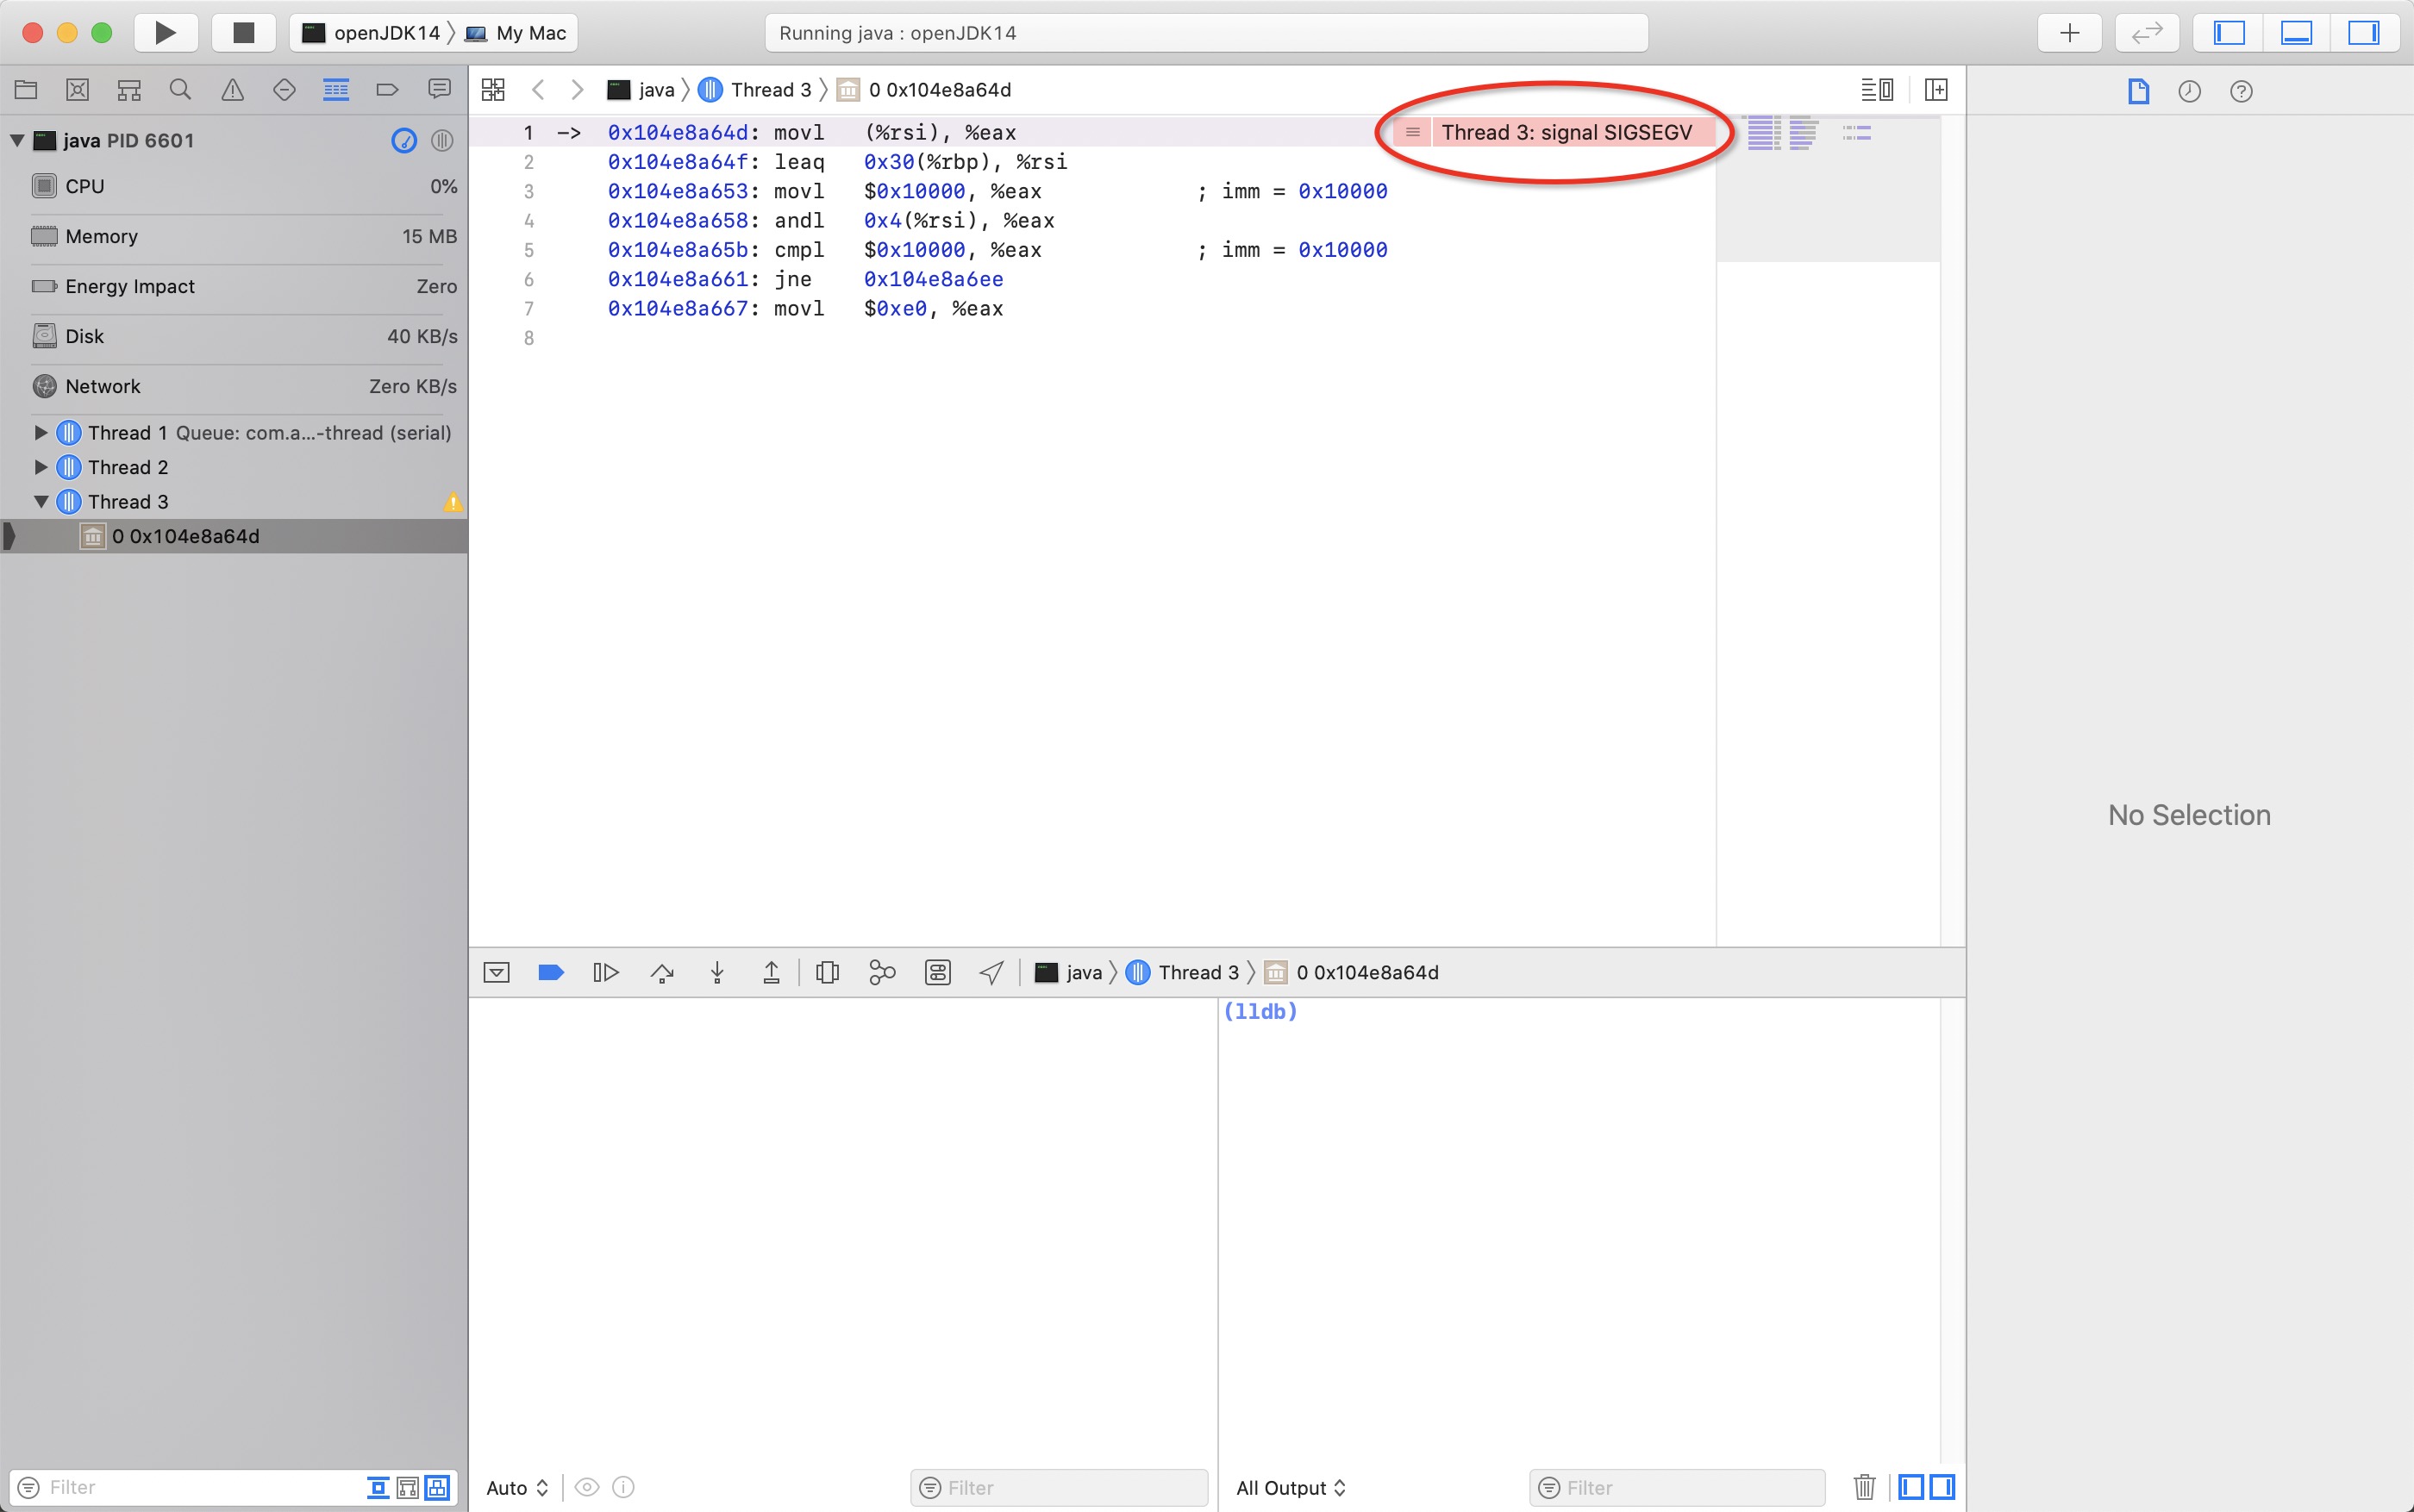 openJDK14 My Mac
Running java : openJDK14
java PID 6601
CPU 0%
Memory 15 MB
Energy Impact Zero
Disk 40 KB/s
Network Zero KB/s
Thread 1 Queue: com.a...-thread (serial)
Thread 2
Thread 3
0 0x104e8a64d
Filter
java Thread 3 0 0x104e8a64d
1 -> 0x104e8a64d: movl (%rsi), %eax
Thread 3: signal SIGSEGV
2 0x104e8a64f: leaq 0x30(%rbp), %rsi
3 0x104e8a653: movl $0x10000, %eax ; imm = 0x10000
4 0x104e8a658: andl 0x4(%rsi), %eax
5 0x104e8a65b: cmpl $0x10000, %eax ; imm = 0x10000
6 0x104e8a661: jne 0x104e8a6ee
7 0x104e8a667: movl $0xe0, %eax
8
java Thread 3 0 0x104e8a64d
(lldb)
Auto
Filter
All Output
Filter
No Selection